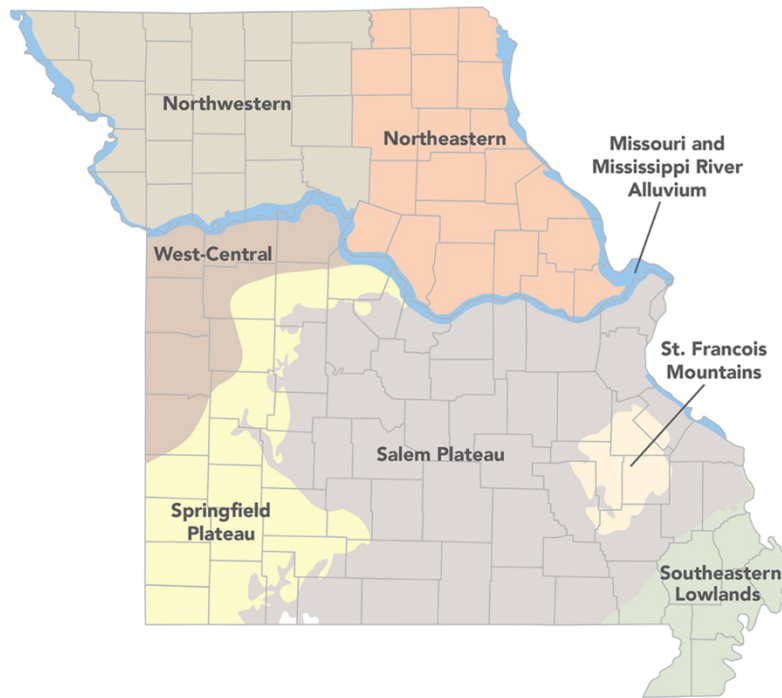 Northwestern
Northeastern
Missouri and
Mississippi River
Alluvium
West-Central
St. Francois
Mountains
Salem Plateau
Springfield
Plateau
Southeastern
Lowlands